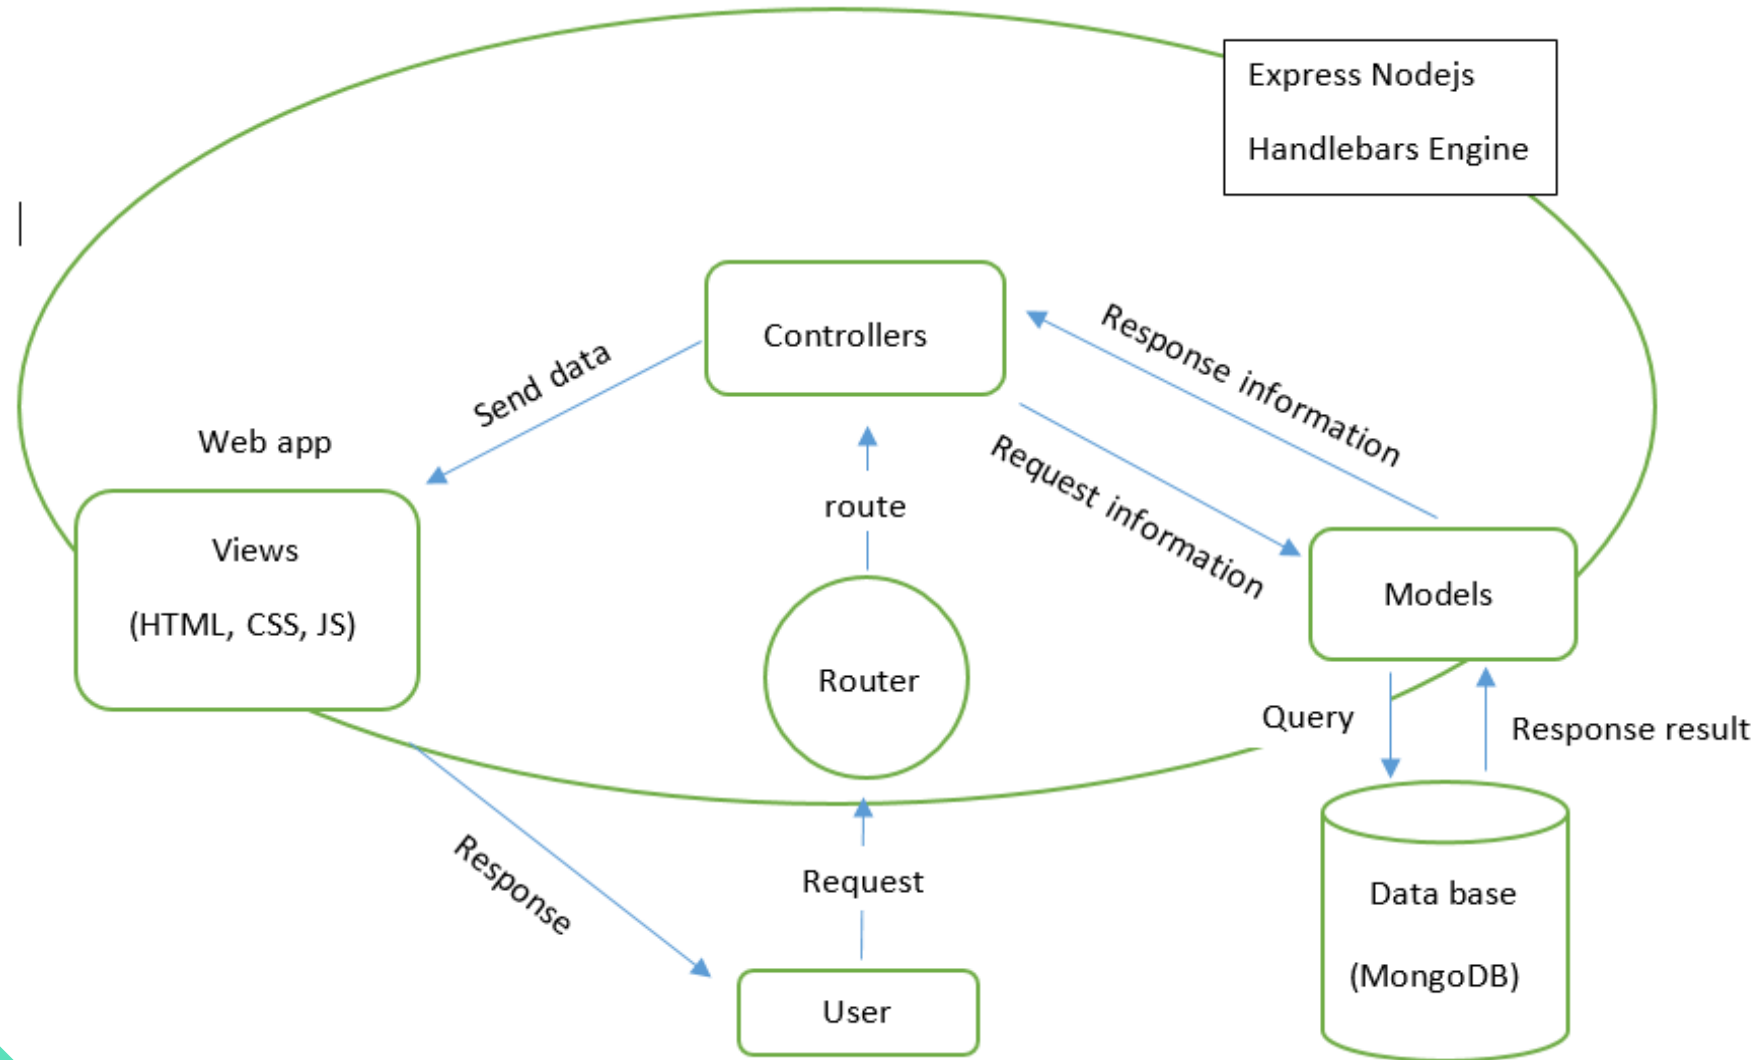 Express Nodejs
Handlebars Engine
Controllers
Response information
Send data
Request information
Web app
route
Views
(HTML, CSS, JS)
Models
Router
Query
Response result
Response
Request
Data base
(MongoDB)
User